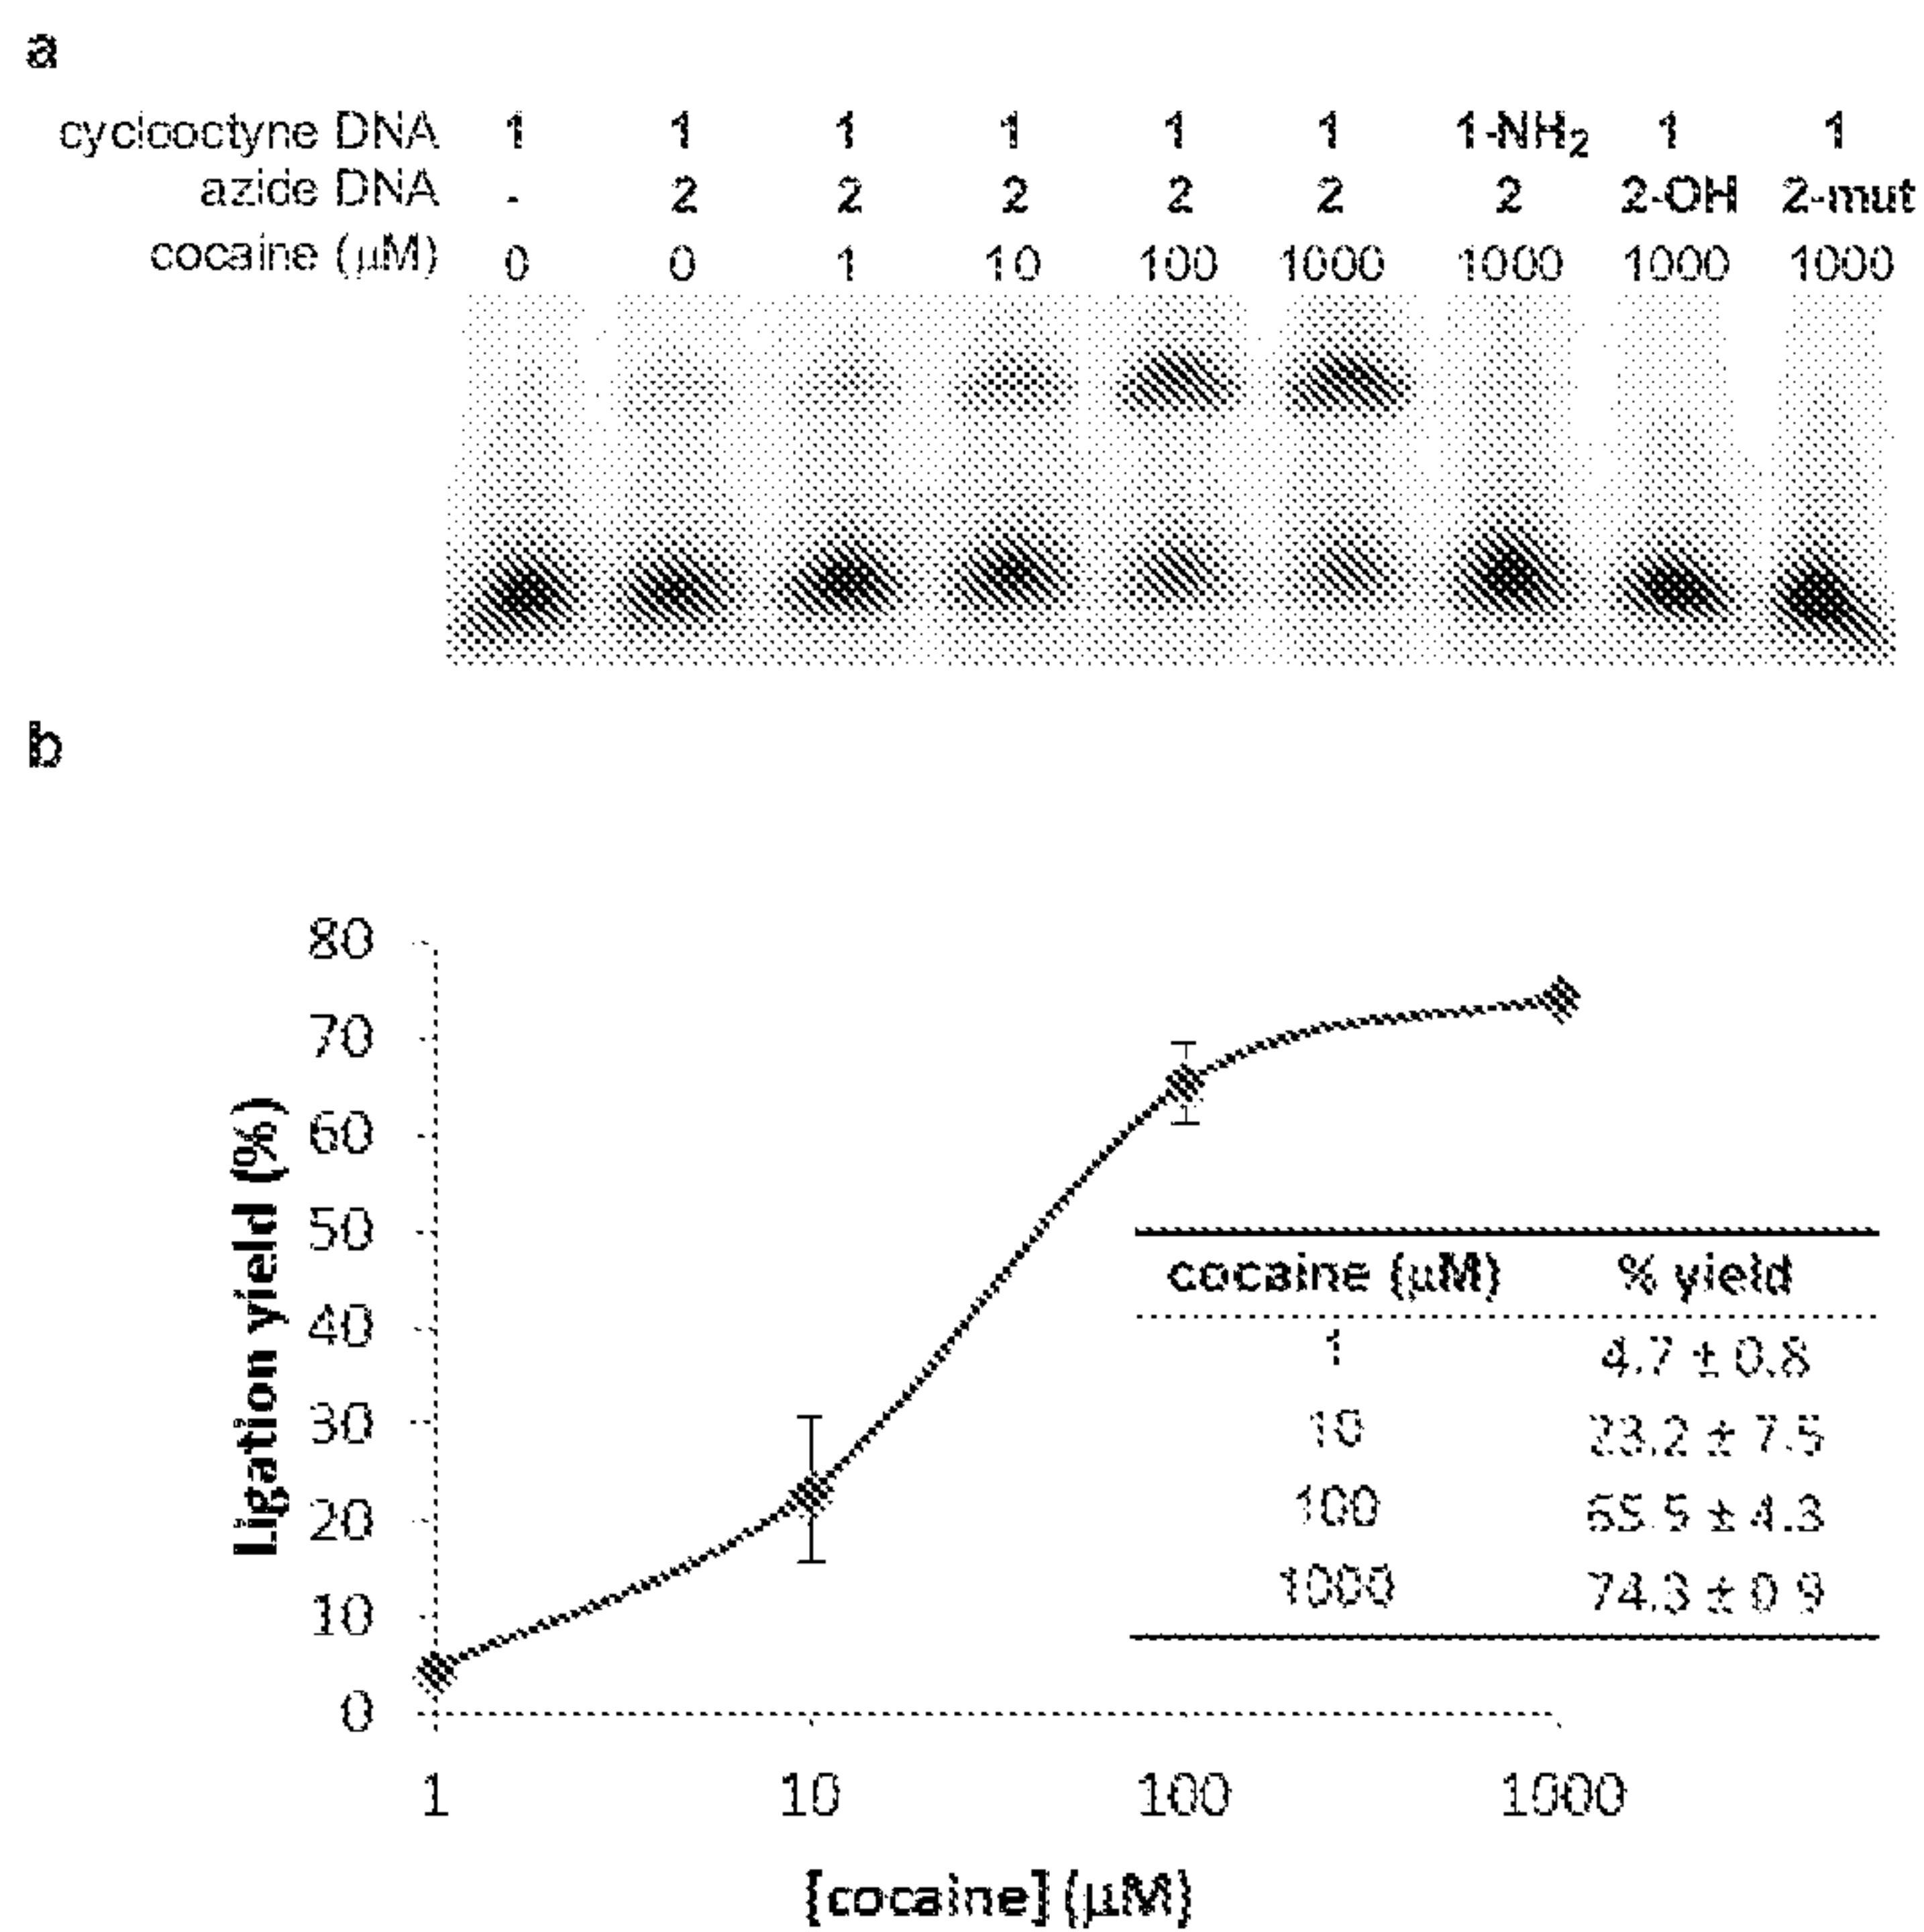 a
cyclcoctyne DNA 1 1 1 1 1 1 1-NH2 1 1
azide DNA - 2 2 2 2 2 2 2-OH 2-mut
cocaine (µM) 0 0 1 10 100 1000 1000 1000 1000
b
80
70
60
50
40
30
20
10
0
Ligation yield (%)
cocaine (µM) % yield
1 4.7 ± 0.8
10 23.2 ± 7.5
100 65.5 ± 4.3
1000 74.3 ± 0.9
1 10 100 1000
[cocaine] (µM)